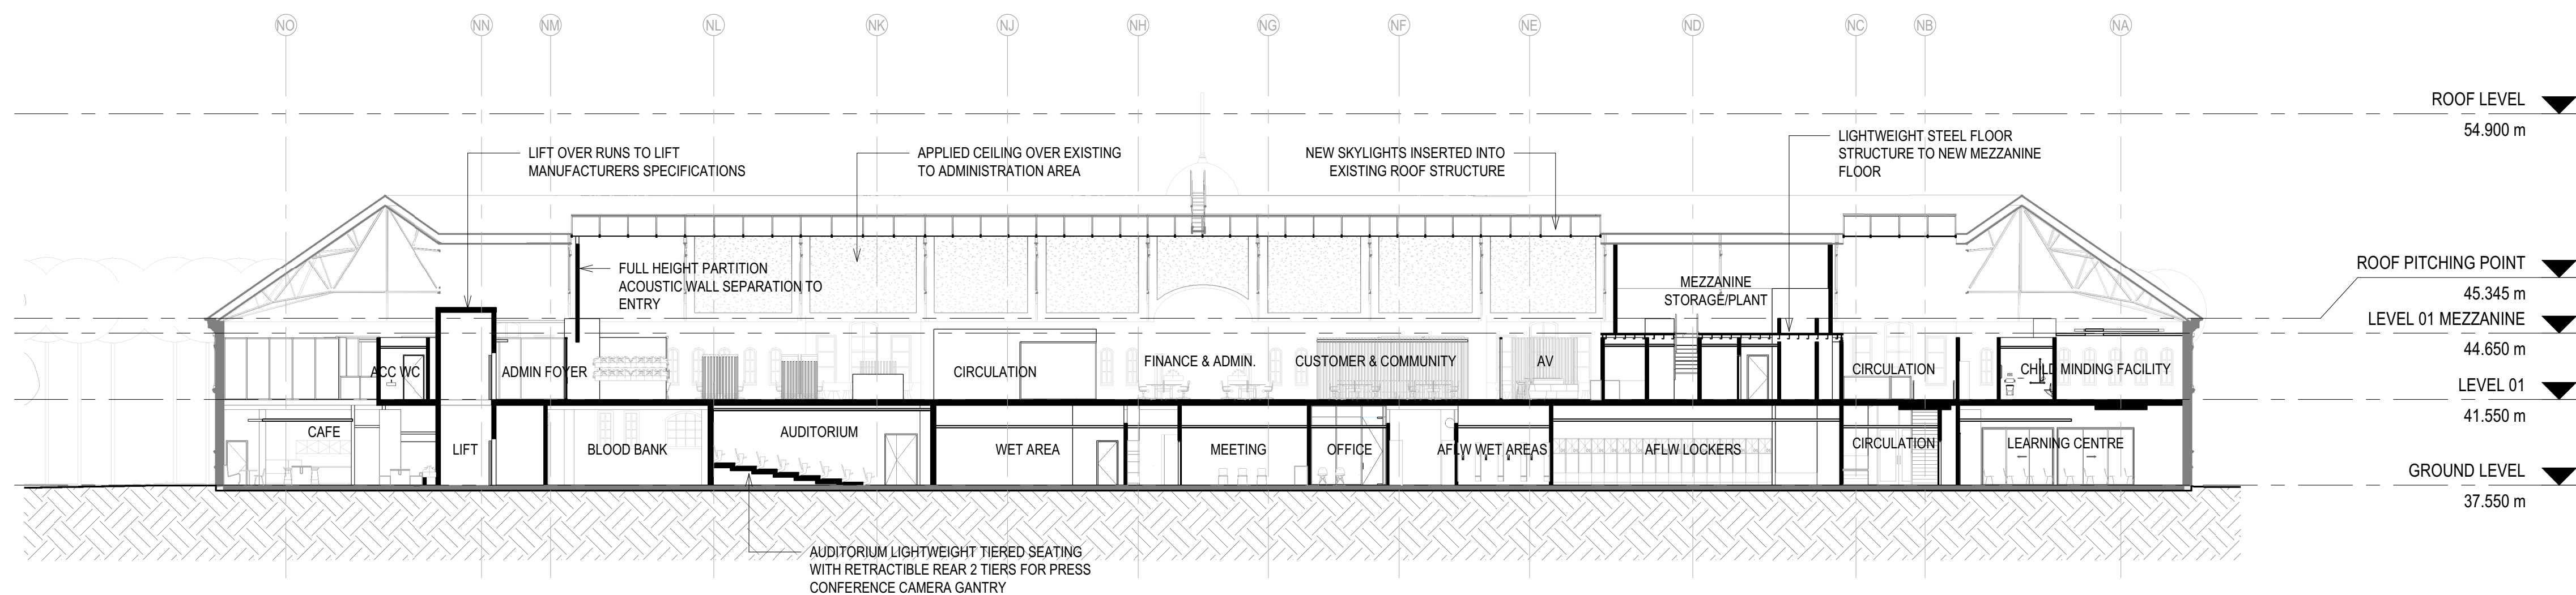 NO
NN
NM
NL
NK
NJ
NH
NG
NF
NE
ND
NC
NB
NA
ROOF LEVEL
54.900 m
LIFT OVER RUNS TO LIFT
MANUFACTURERS SPECIFICATIONS
APPLIED CEILING OVER EXISTING
TO ADMINISTRATION AREA
NEW SKYLIGHTS INSERTED INTO
EXISTING ROOF STRUCTURE
LIGHTWEIGHT STEEL FLOOR
STRUCTURE TO NEW MEZZANINE
FLOOR
FULL HEIGHT PARTITION
ACOUSTIC WALL SEPARATION TO
ENTRY
MEZZANINE
STORAGE/PLANT
ROOF PITCHING POINT
45.345 m
LEVEL 01 MEZZANINE
44.650 m
ACC WC
ADMIN FOYER
CIRCULATION
FINANCE & ADMIN.
CUSTOMER & COMMUNITY
AV
CIRCULATION
CHILD MINDING FACILITY
LEVEL 01
41.550 m
CAFE
LIFT
BLOOD BANK
AUDITORIUM
WET AREA
MEETING
OFFICE
AFLW WET AREAS
AFLW LOCKERS
CIRCULATION
LEARNING CENTRE
GROUND LEVEL
37.550 m
AUDITORIUM LIGHTWEIGHT TIERED SEATING
WITH RETRACTIBLE REAR 2 TIERS FOR PRESS
CONFERENCE CAMERA GANTRY